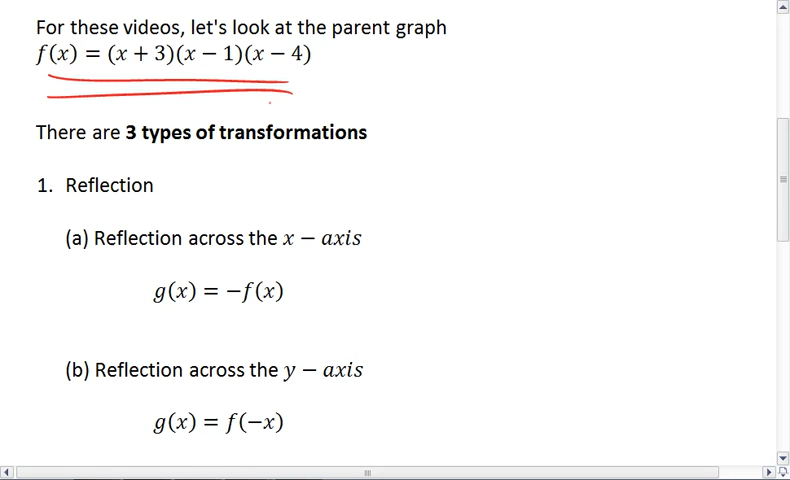 For these videos, let's look at the parent graph
f(x) = (x + 3)(x − 1)(x − 4)
There are 3 types of transformations
1. Reflection
(a) Reflection across the x − axis
g(x) = −f(x)
(b) Reflection across the y − axis
g(x) = f(−x)